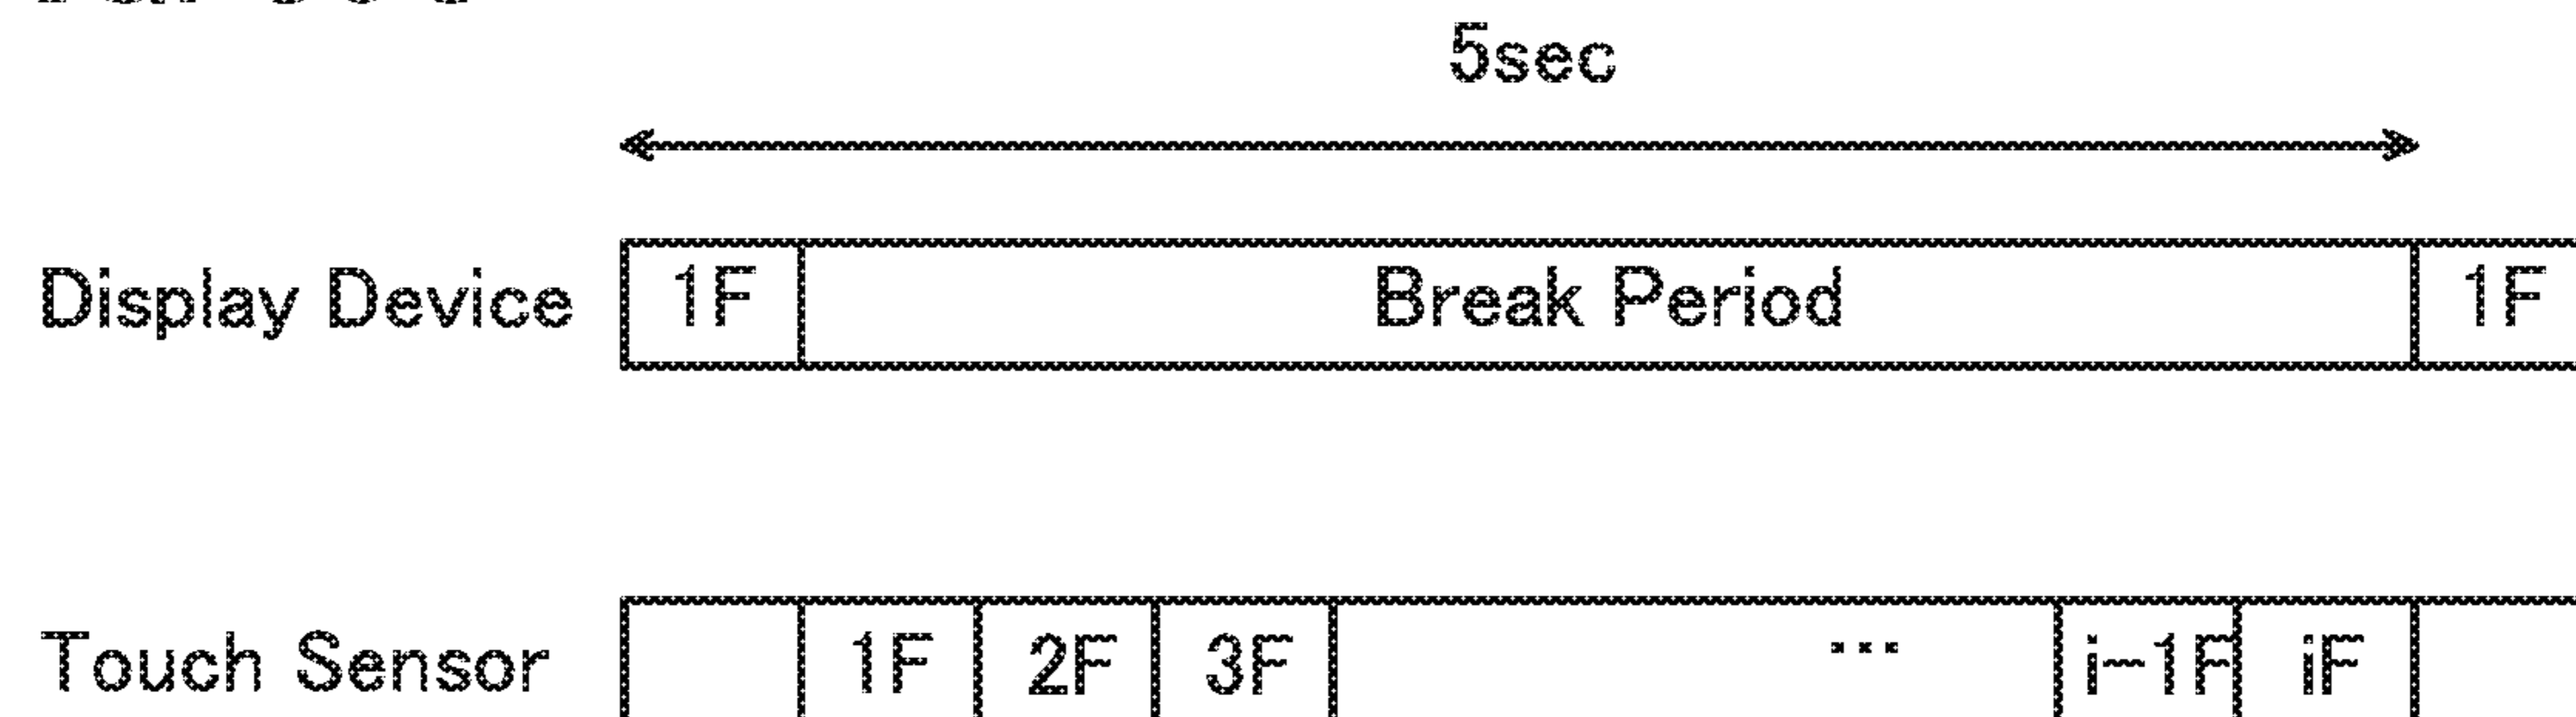 5sec
Display Device 1F Break Period 1F
Touch Sensor 1F 2F 3F ... i-1F iF